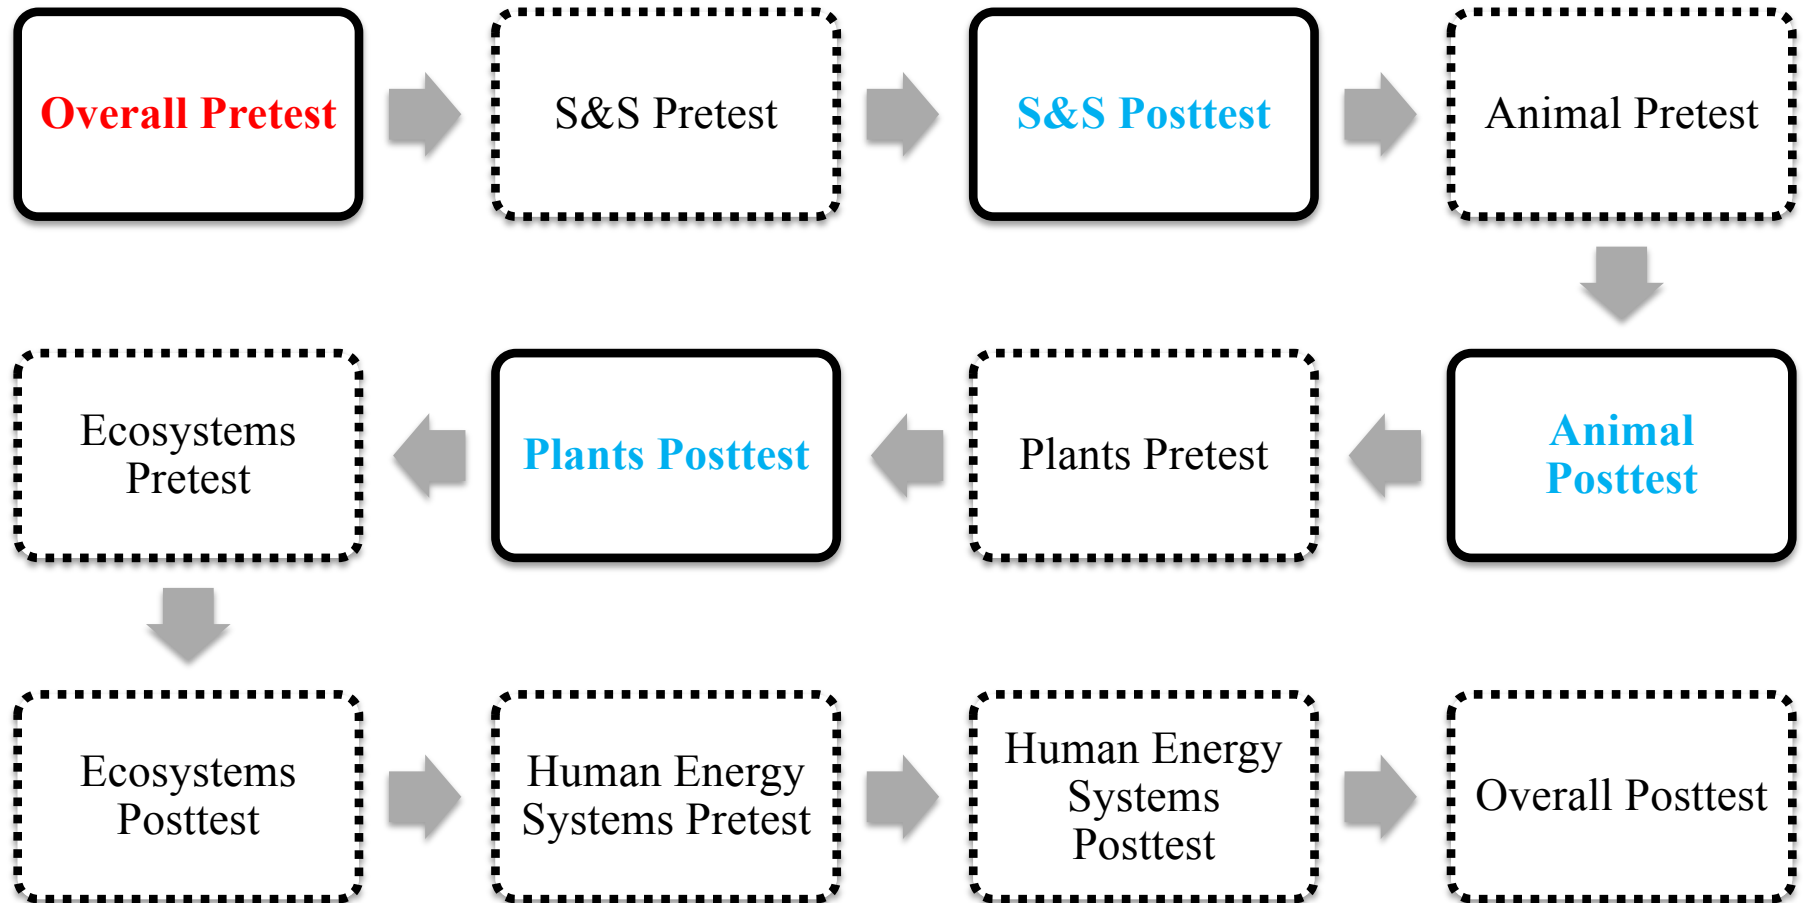 Overall Pretest
S&S Pretest
S&S Posttest
Animal Pretest
Ecosystems
Pretest
Plants Posttest
Plants Pretest
Animal
Posttest
Ecosystems
Posttest
Human Energy
Systems Pretest
Human Energy
Systems
Posttest
Overall Posttest